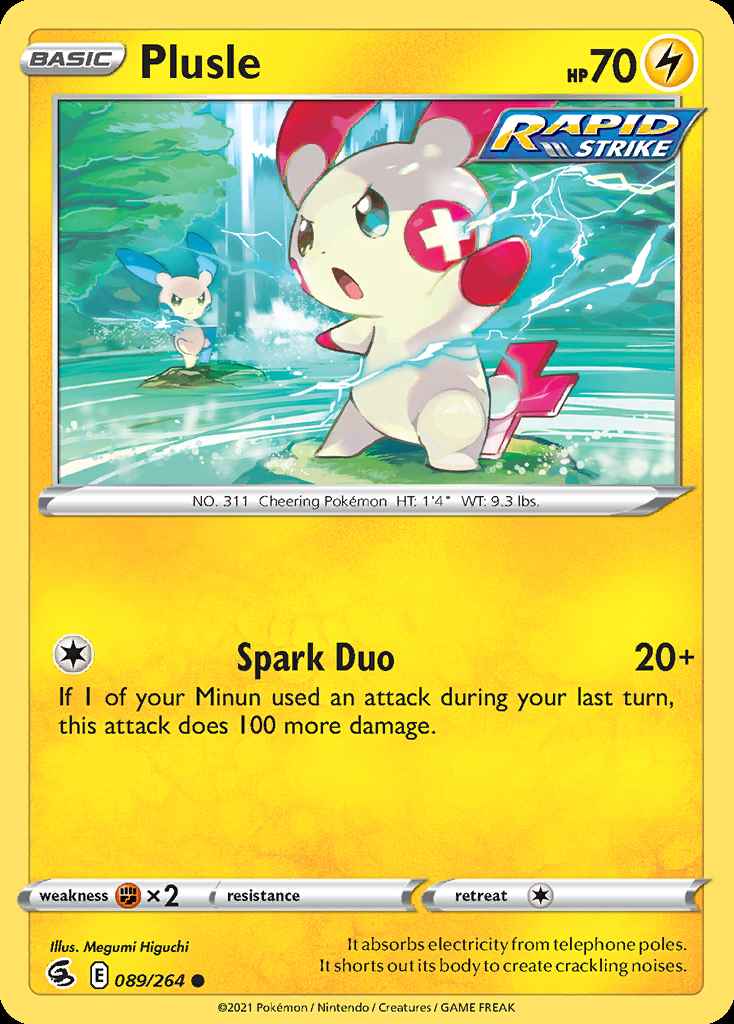 BASIC Plusle HP 70
RAPID
STRIKE
NO. 311 Cheering Pokémon HT: 1'4" WT: 9.3 lbs.
Spark Duo 20+
If 1 of your Minun used an attack during your last turn,
this attack does 100 more damage.
weakness ×2 resistance retreat
Illus. Megumi Higuchi
It absorbs electricity from telephone poles.
It shorts out its body to create crackling noises.
E 089/264
©2021 Pokémon / Nintendo / Creatures / GAME FREAK